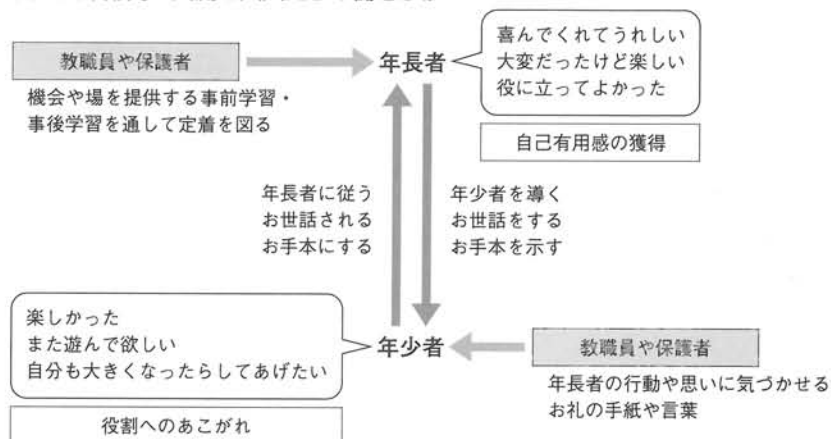 喜んでくれてうれしい
大変だったけど楽しい
役に立ってよかった
教職員や保護者
年長者
機会や場を提供する事前学習・
事後学習を通して定着を図る
自己有用感の獲得
年長者に従う
お世話される
お手本にする
年少者を導く
お世話をする
お手本を示す
楽しかった
また遊んで欲しい
自分も大きくなったらしてあげたい
年少者
教職員や保護者
年長者の行動や思いに気づかせる
お礼の手紙や言葉
役割へのあこがれ